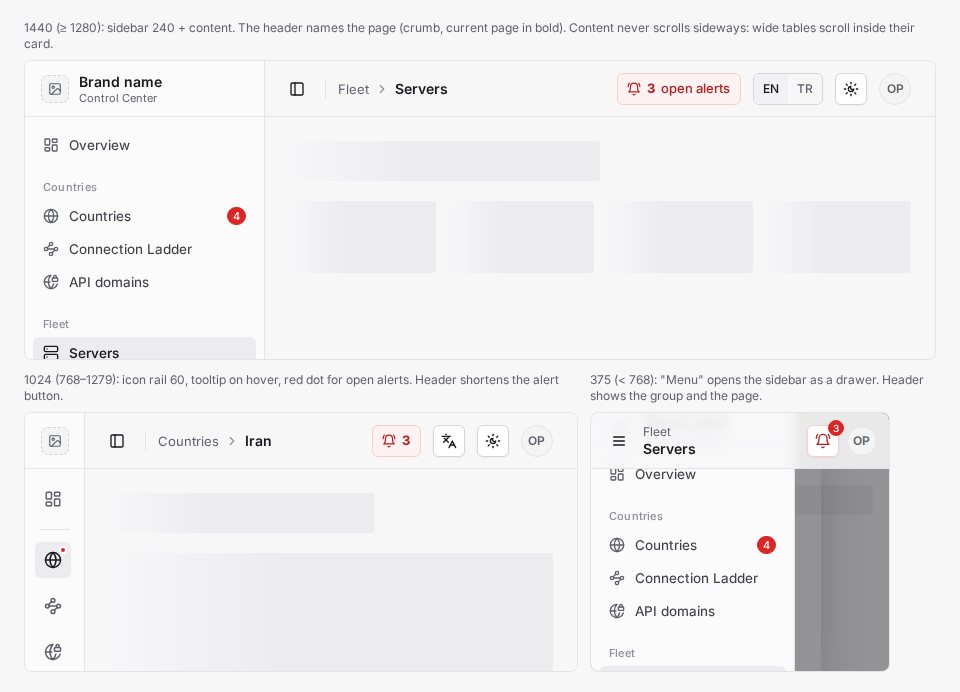 1440 (≥ 1280): sidebar 240 + content. The header names the page (crumb, current page in bold). Content never scrolls sideways: wide tables scroll inside their
card.
Brand name
Control Center
Fleet > Servers
3 open alerts
EN TR
OP
Overview
Countries
Countries 4
Connection Ladder
API domains
Fleet
Servers
1024 (768–1279): icon rail 60, tooltip on hover, red dot for open alerts. Header shortens the alert
button.
Countries > Iran
3
OP
375 (< 768): "Menu" opens the sidebar as a drawer. Header
shows the group and the page.
Fleet
Servers
3
OP
Overview
Countries
Countries 4
Connection Ladder
API domains
Fleet